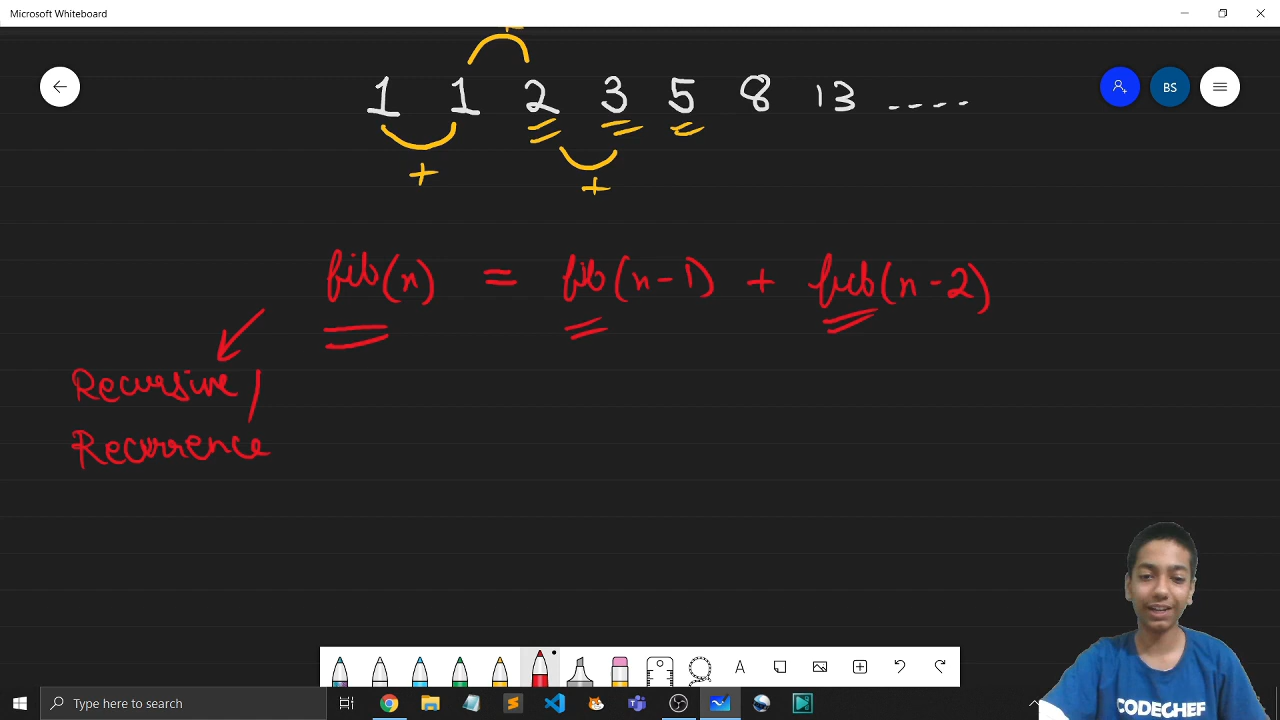 Microsoft Whiteboard
BS
1 1 2 3 5 8 13 ....
+ +
fib(n) = fib(n-1) + fib(n-2)
Recursive/
Recurrence
A
CODECHEF
Type here to search